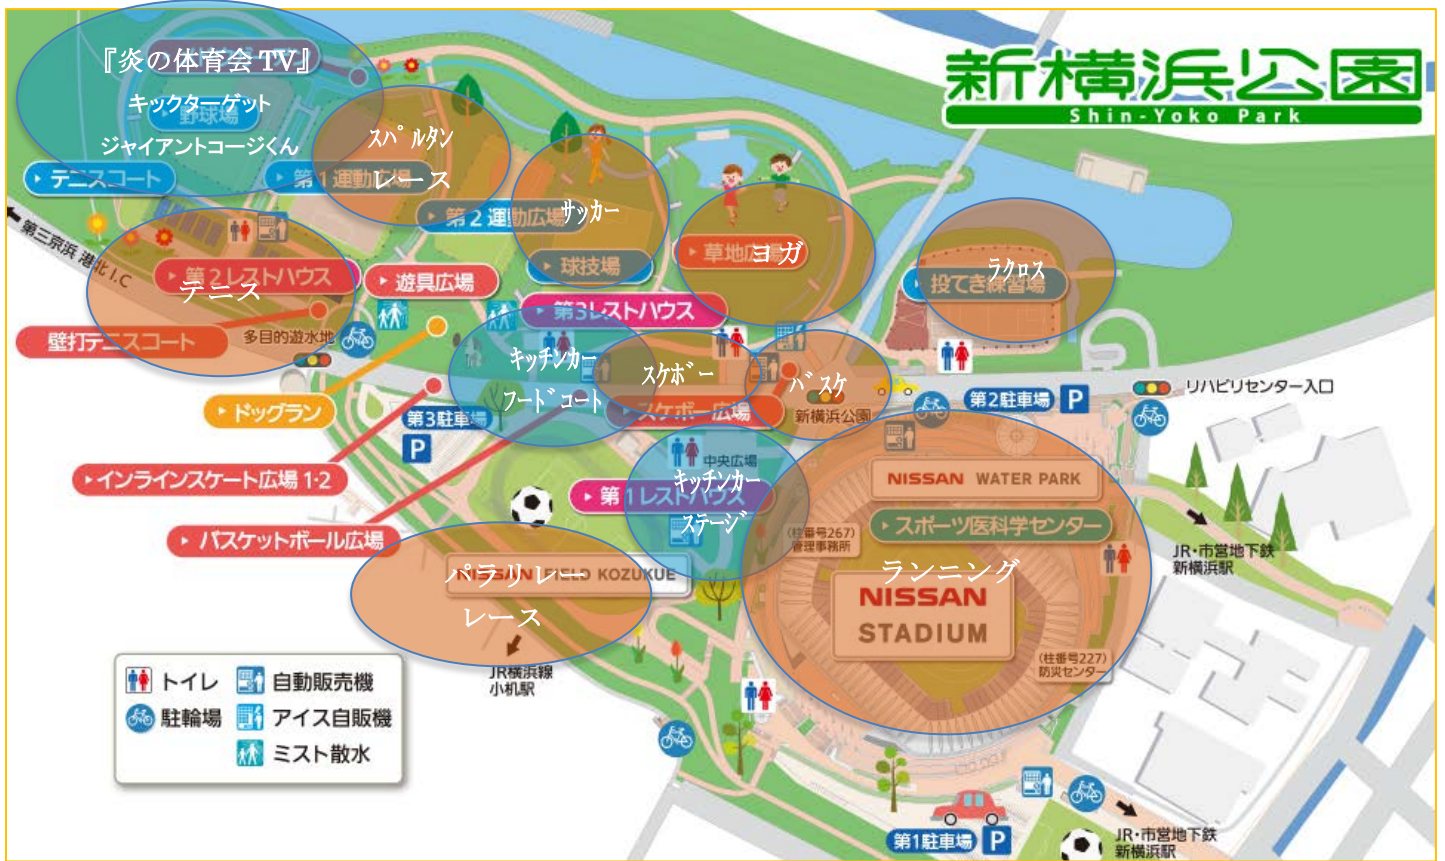 新横浜公園
Shin-Yoko Park
『炎の体育会TV』
キックターゲット
野球場
ジャイアントコージくん
テニスコート
第1運動広場
スパルタン
レース
第2運動広場
サッカー
球技場
草地広場
ヨガ
投てき練習場
ラクロス
第三京浜 港北 I.C
第2レストハウス
テニス
遊具広場
第3レストハウス
壁打テニスコート
多目的遊水地
キッチンカー
フードコート
スケボー
スケボー広場
バスケ
新横浜公園
ドッグラン
第3駐車場
P
第2駐車場 P
リハビリセンター入口
インラインスケート広場 1・2
バスケットボール広場
中央広場
第1レストハウス
キッチンカー
ステージ
NISSAN WATER PARK
スポーツ医科学センター
(柱番号267)
管理事務所
ランニング
NISSAN
STADIUM
(柱番号227)
防災センター
JR・市営地下鉄
新横浜駅
NISSAN FIELD KOZUKUE
パラリレー
レース
JR横浜線
小机駅
トイレ
自動販売機
駐輪場
アイス自販機
ミスト散水
第1駐車場 P
JR・市営地下鉄
新横浜駅